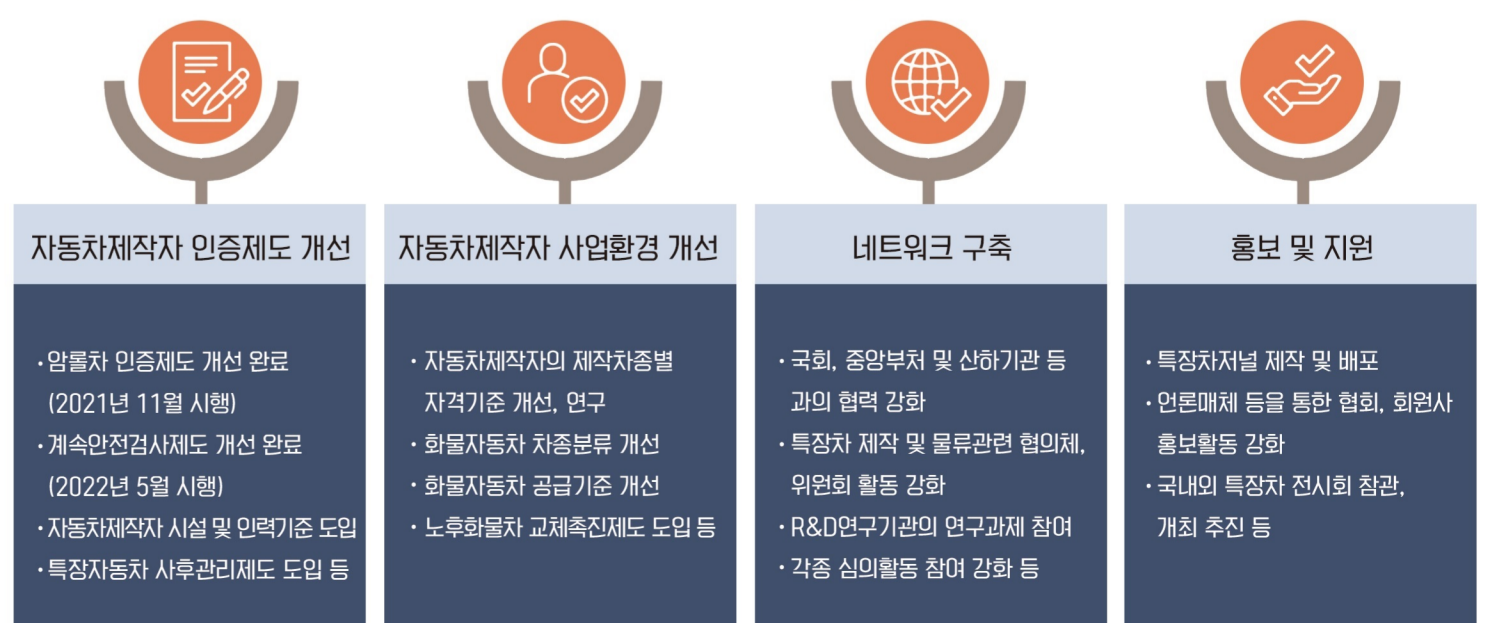 자동차제작자 인증제도 개선
· 암롤차 인증제도 개선 완료
(2021년 11월 시행)
· 계속안전검사제도 개선 완료
(2022년 5월 시행)
· 자동차제작자 시설 및 인력기준 도입
· 특장자동차 사후관리제도 도입 등
자동차제작자 사업환경 개선
· 자동차제작자의 제작차종별
자격기준 개선, 연구
· 화물자동차 차종분류 개선
· 화물자동차 공급기준 개선
· 노후화물차 교체촉진제도 도입 등
네트워크 구축
· 국회, 중앙부처 및 산하기관 등
과의 협력 강화
· 특장차 제작 및 물류관련 협의체,
위원회 활동 강화
· R&D연구기관의 연구과제 참여
· 각종 심의활동 참여 강화 등
홍보 및 지원
· 특장차저널 제작 및 배포
· 언론매체 등을 통한 협회, 회원사
홍보활동 강화
· 국내외 특장차 전시회 참관,
개최 추진 등